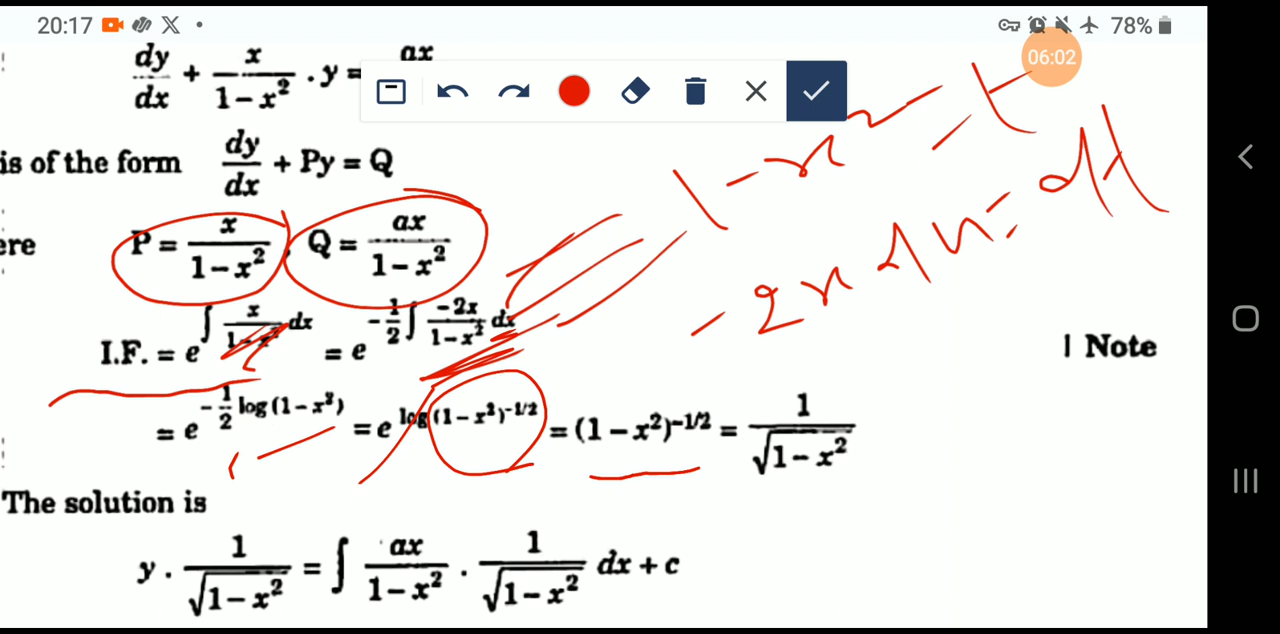 20:17 78%
06:02
dy/dx + x/(1−x²) . y = ax
is of the form dy/dx + Py = Q
ere P = x/(1−x²), Q = ax/(1−x²)
1 − x² = t
− 2x dx = dt
I.F. = e^(∫ x/(1−x²) dx) = e^(−1/2 ∫ −2x/(1−x²) dx)
| Note
= e^(−1/2 log (1−x²)) = e^(log (1−x²)^(−1/2)) = (1−x²)^(−1/2) = 1/√(1−x²)
The solution is
y . 1/√(1−x²) = ∫ ax/(1−x²) . 1/√(1−x²) dx + c